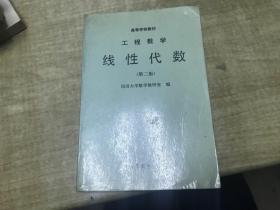 高等学校教材
工程数学
线性代数
(第二版)
同济大学数学教研室 编